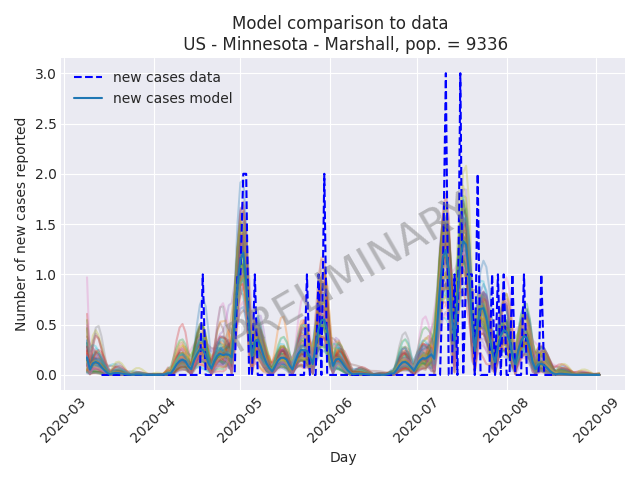 Model comparison to data
US - Minnesota - Marshall, pop. = 9336
new cases data
new cases model
3.0
2.5
2.0
1.5
1.0
0.5
0.0
Number of new cases reported
PRELIMINARY
2020-03
2020-04
2020-05
2020-06
2020-07
2020-08
2020-09
Day